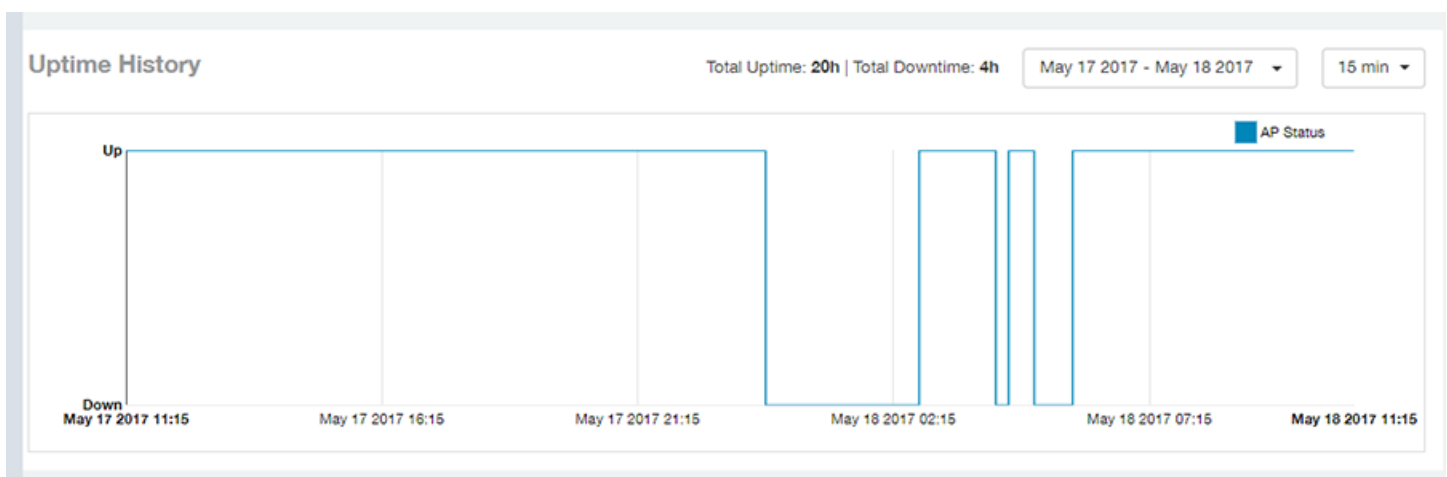 Uptime History
Total Uptime: 20h | Total Downtime: 4h
May 17 2017 - May 18 2017
15 min
AP Status
Up
Down
May 17 2017 11:15
May 17 2017 16:15
May 17 2017 21:15
May 18 2017 02:15
May 18 2017 07:15
May 18 2017 11:15